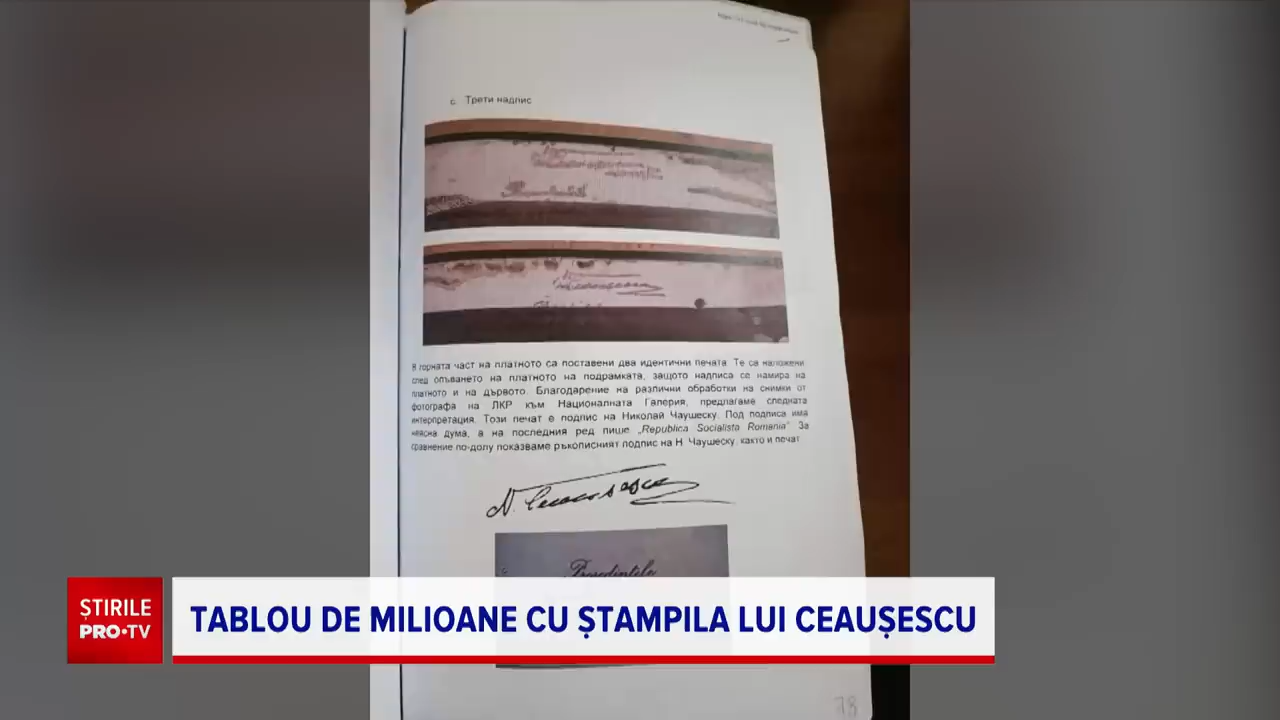 c. Трети надпис
В горната част на платното са поставени два идентични печата. Те са наложени
след опъването на платното на подрамката, защото надписа се намира на
платното и на дървото. Благодарение на различни обработки на снимки от
фотографа на ЛКР към Националната Галерия, предлагаме следната
интерпретация. Този печат е подпис на Николай Чаушеску. Под подписа има
неясна дума, а на последния ред пише „Republica Socialista Romania". За
сравнение по-долу показваме ръкописният подпис на Н. Чаушеску, както и печат
N. Ceausescu
Președintele
ȘTIRILE
PRO•TV
TABLOU DE MILIOANE CU ȘTAMPILA LUI CEAUȘESCU
78